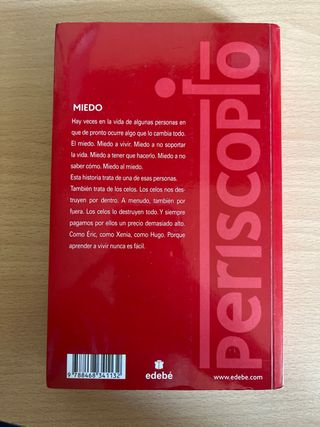 MIEDO
Hay veces en la vida de algunas personas en
que de pronto ocurre algo que lo cambia todo.
El miedo. Miedo a vivir. Miedo a no soportar
la vida. Miedo a tener que hacerlo. Miedo a no
saber cómo. Miedo al miedo.
Esta historia trata de una de esas personas.
También trata de los celos. Los celos nos des-
truyen por dentro. A menudo, también por
fuera. Los celos lo destruyen todo. Y siempre
pagamos por ellos un precio demasiado alto.
Como Èric, como Xenia, como Hugo. Porque
aprender a vivir nunca es fácil.
periscopio
9 788468 341132
edebé
www.edebe.com